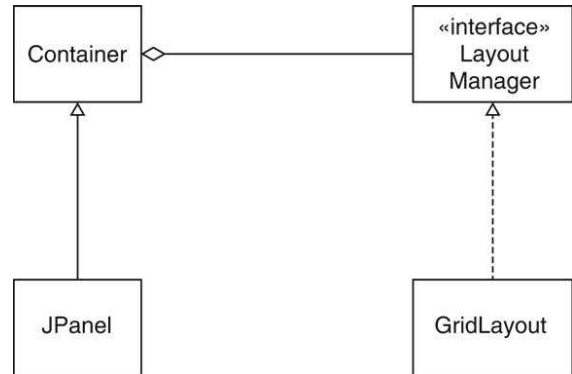 Container
«interface»
Layout
Manager
JPanel
GridLayout